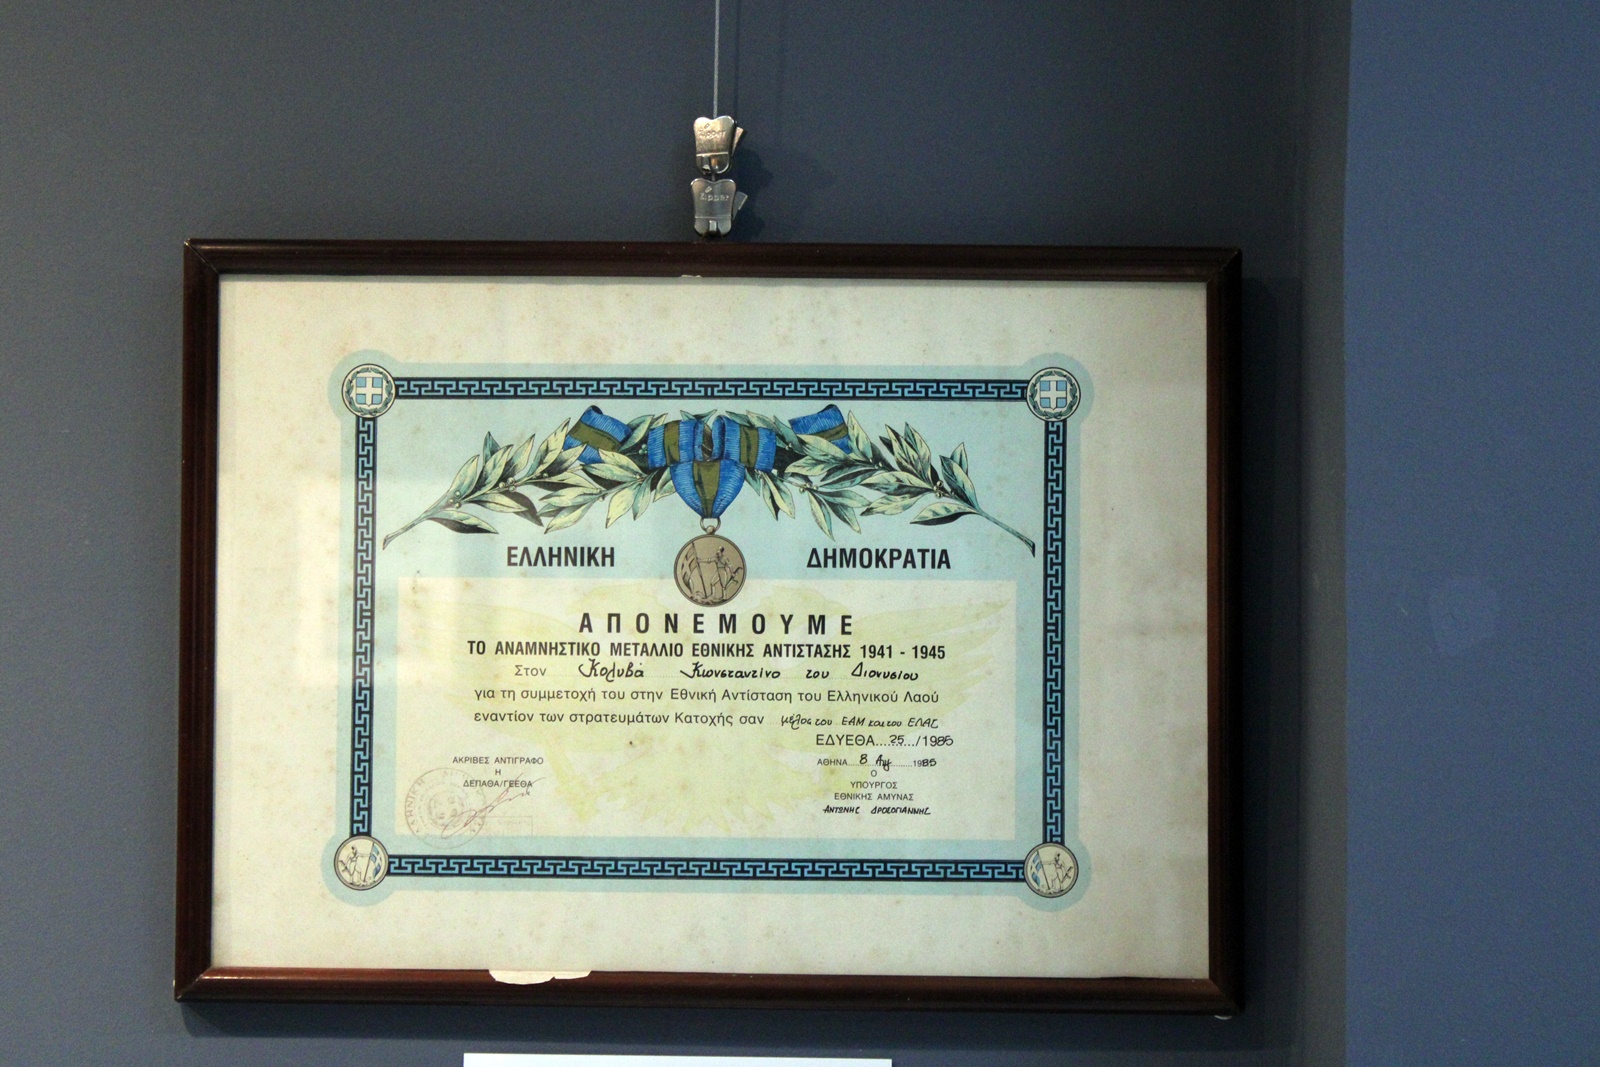 Zipper
Zipper
ΕΛΛΗΝΙΚΗ ΔΗΜΟΚΡΑΤΙΑ
ΑΠΟΝΕΜΟΥΜΕ
ΤΟ ΑΝΑΜΝΗΣΤΙΚΟ ΜΕΤΑΛΛΙΟ ΕΘΝΙΚΗΣ ΑΝΤΙΣΤΑΣΗΣ 1941 - 1945
Στον Κολυβά Κωνσταντίνο του Διονυσίου
για τη συμμετοχή του στην Εθνική Αντίσταση του Ελληνικού Λαού
εναντίον των στρατευμάτων Κατοχής σαν μέλος του ΕΑΜ και του ΕΛΑΣ
ΕΔΥΕΘΑ....25.../1985
ΑΚΡΙΒΕΣ ΑΝΤΙΓΡΑΦΟ
Η
ΔΕΠΑΘΑ/ΓΕΕΘΑ
ΑΘΗΝΑ 8 1985
Ο
ΥΠΟΥΡΓΟΣ
ΕΘΝΙΚΗΣ ΑΜΥΝΑΣ
ΑΝΤΩΝΗΣ ΔΡΟΣΟΓΙΑΝΝΗΣ